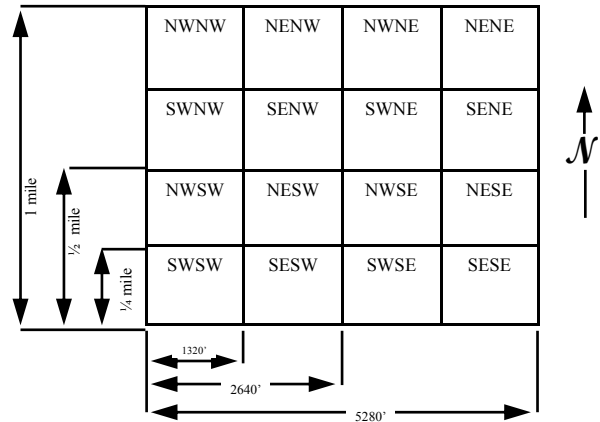 NWNW NENW NWNE NENE
SWNW SENW SWNE SENE
N
1 mile
NWSW NESW NWSE NESE
½ mile
SWSW SESW SWSE SESE
¼ mile
1320’
2640’
5280’